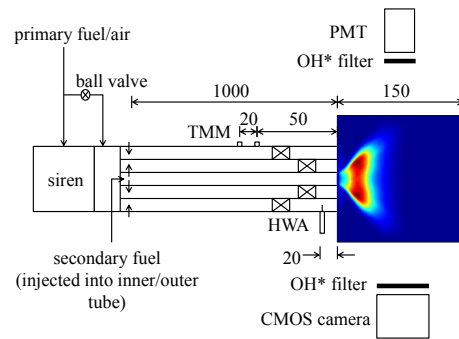 primary fuel/air
PMT
OH* filter
ball valve
1000
150
TMM
20
50
siren
HWA
secondary fuel
(injected into inner/outer
tube)
20
OH* filter
CMOS camera